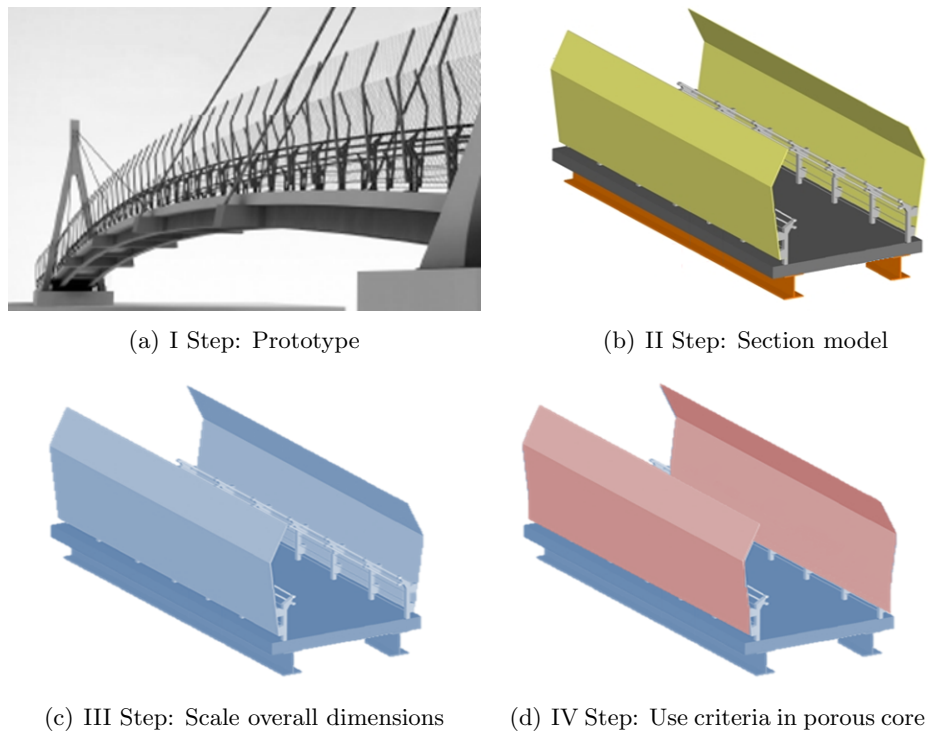 (a) I Step: Prototype
(b) II Step: Section model
(c) III Step: Scale overall dimensions
(d) IV Step: Use criteria in porous core